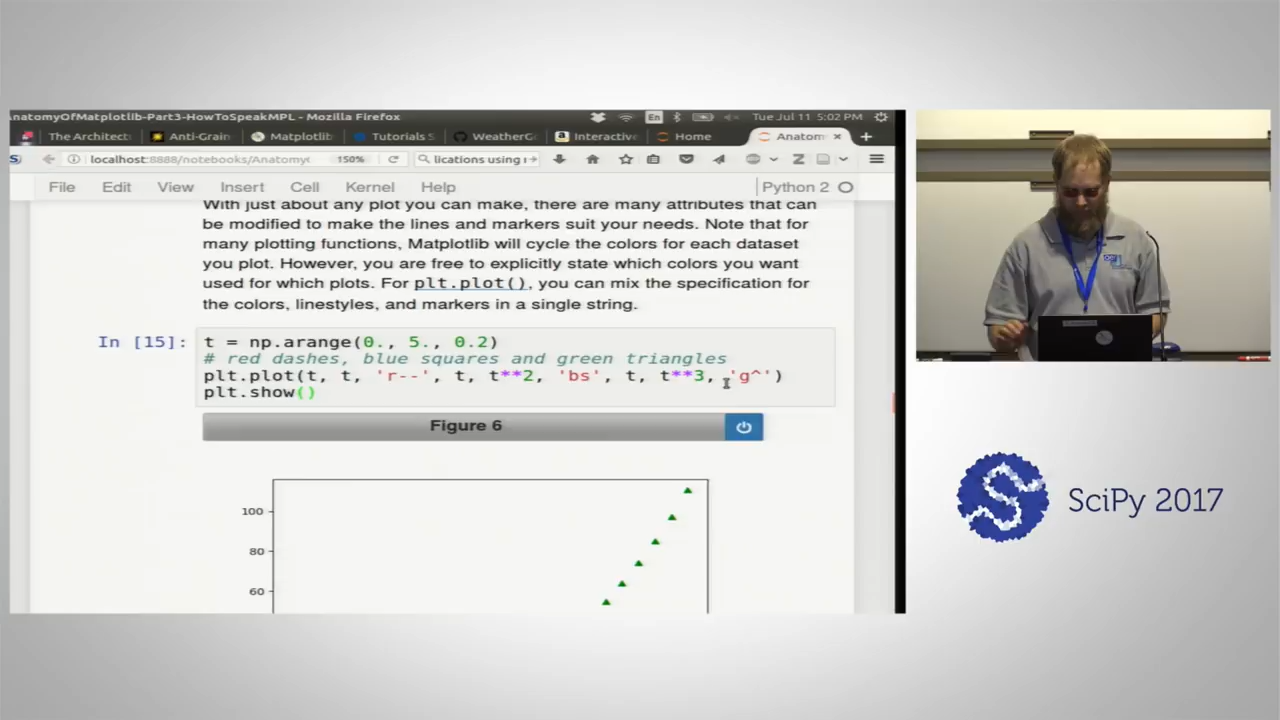 AnatomyOfMatplotlib-Part3-HowToSpeakMPL - Mozilla Firefox
En
Tue Jul 11 5:02 PM
The Architect
Anti-Grain
Matplotlib
Tutorials S
WeatherGe
Interactive
Home
Anatom
localhost:8888/notebooks/Anatomy
150%
lications using
File Edit View Insert Cell Kernel Help
Python 2
With just about any plot you can make, there are many attributes that can
be modified to make the lines and markers suit your needs. Note that for
many plotting functions, Matplotlib will cycle the colors for each dataset
you plot. However, you are free to explicitly state which colors you want
used for which plots. For plt.plot(), you can mix the specification for
the colors, linestyles, and markers in a single string.
In [15]: t = np.arange(0., 5., 0.2)
# red dashes, blue squares and green triangles
plt.plot(t, t, 'r--', t, t**2, 'bs', t, t**3, 'g^')
plt.show()
Figure 6
100
80
60
SciPy 2017